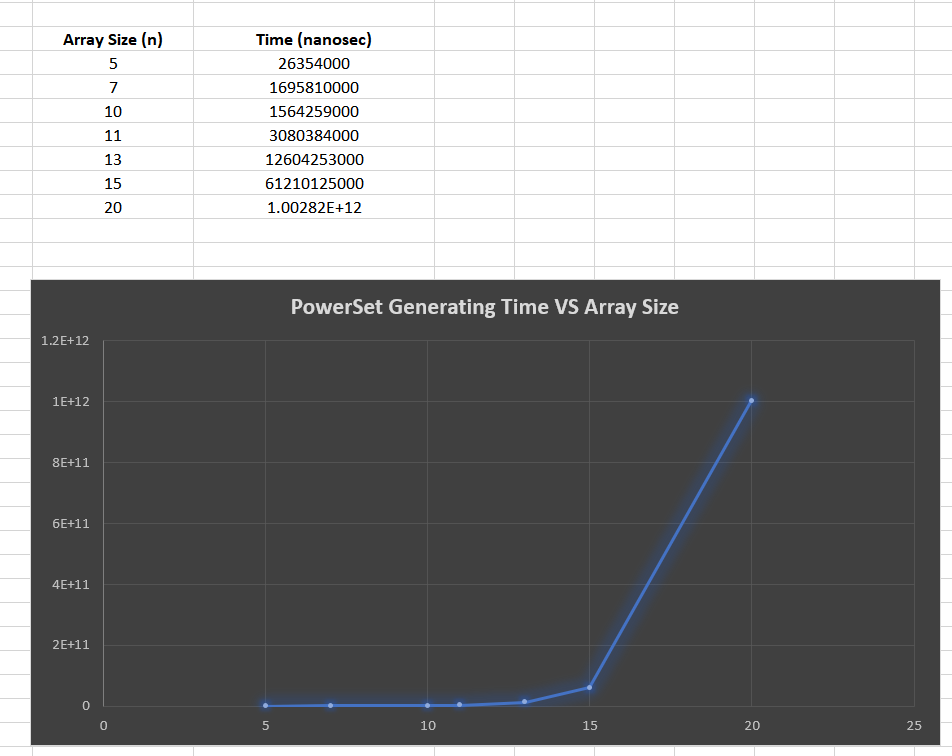 Array Size (n) Time (nanosec)
5 26354000
7 1695810000
10 1564259000
11 3080384000
13 12604253000
15 61210125000
20 1.00282E+12
PowerSet Generating Time VS Array Size
1.2E+12
1E+12
8E+11
6E+11
4E+11
2E+11
0
0 5 10 15 20 25